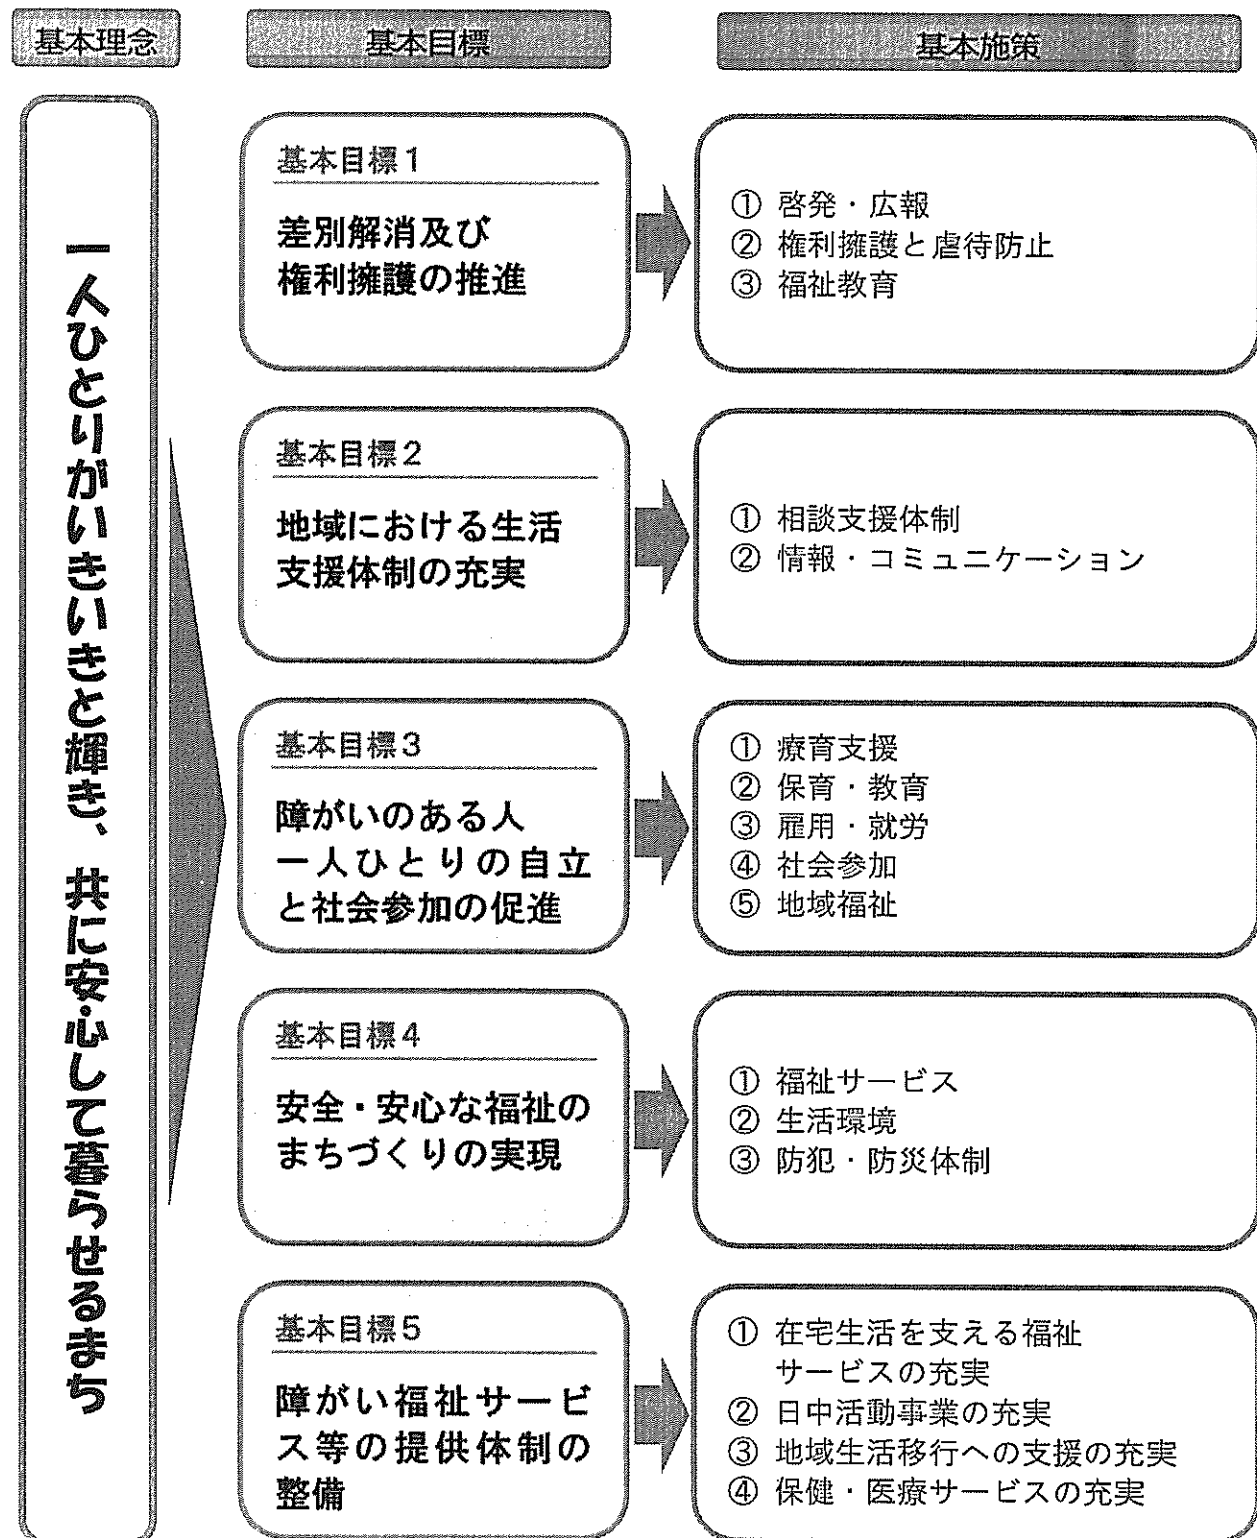 基本理念
基本目標
基本施策
一人ひとりがいきいきと輝き、共に安心して暮らせるまち
基本目標1
差別解消及び
権利擁護の推進
① 啓発・広報
② 権利擁護と虐待防止
③ 福祉教育
基本目標2
地域における生活
支援体制の充実
① 相談支援体制
② 情報・コミュニケーション
基本目標3
障がいのある人
一人ひとりの自立
と社会参加の促進
① 療育支援
② 保育・教育
③ 雇用・就労
④ 社会参加
⑤ 地域福祉
基本目標4
安全・安心な福祉の
まちづくりの実現
① 福祉サービス
② 生活環境
③ 防犯・防災体制
基本目標5
障がい福祉サービ
ス等の提供体制の
整備
① 在宅生活を支える福祉
サービスの充実
② 日中活動事業の充実
③ 地域生活移行への支援の充実
④ 保健・医療サービスの充実